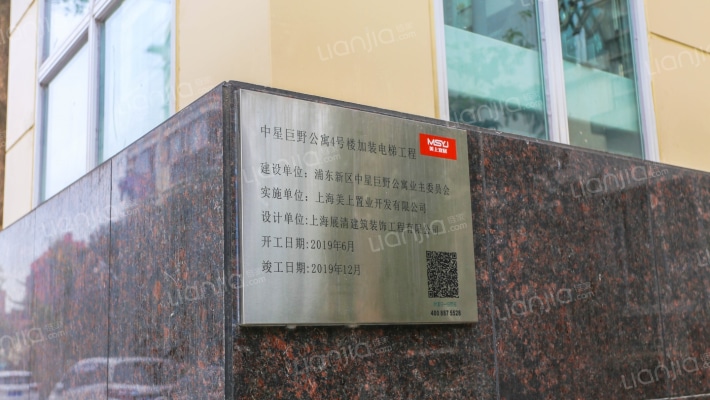 中星巨野公寓4号楼加装电梯工程
MSYJ
建设单位：浦东新区中星巨野公寓业主委员会
实施单位：上海美上置业开发有限公司
设计单位:上海展清建筑装饰工程有限公司
开工日期:2019年6月
竣工日期:2019年12月
Lianjia.com